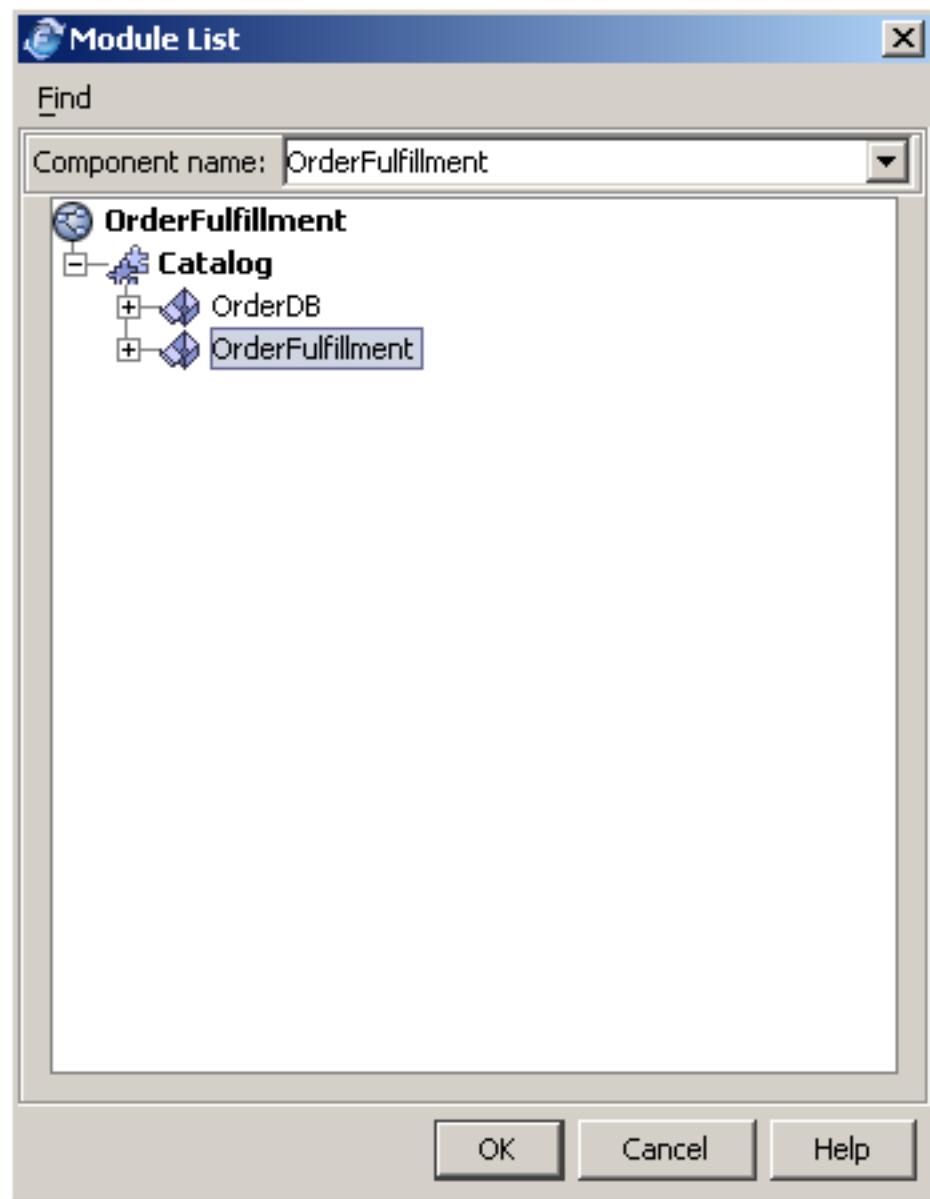 Module List
Find
Component name: OrderFulfillment
OrderFulfillment
Catalog
OrderDB
OrderFulfillment
OK Cancel Help